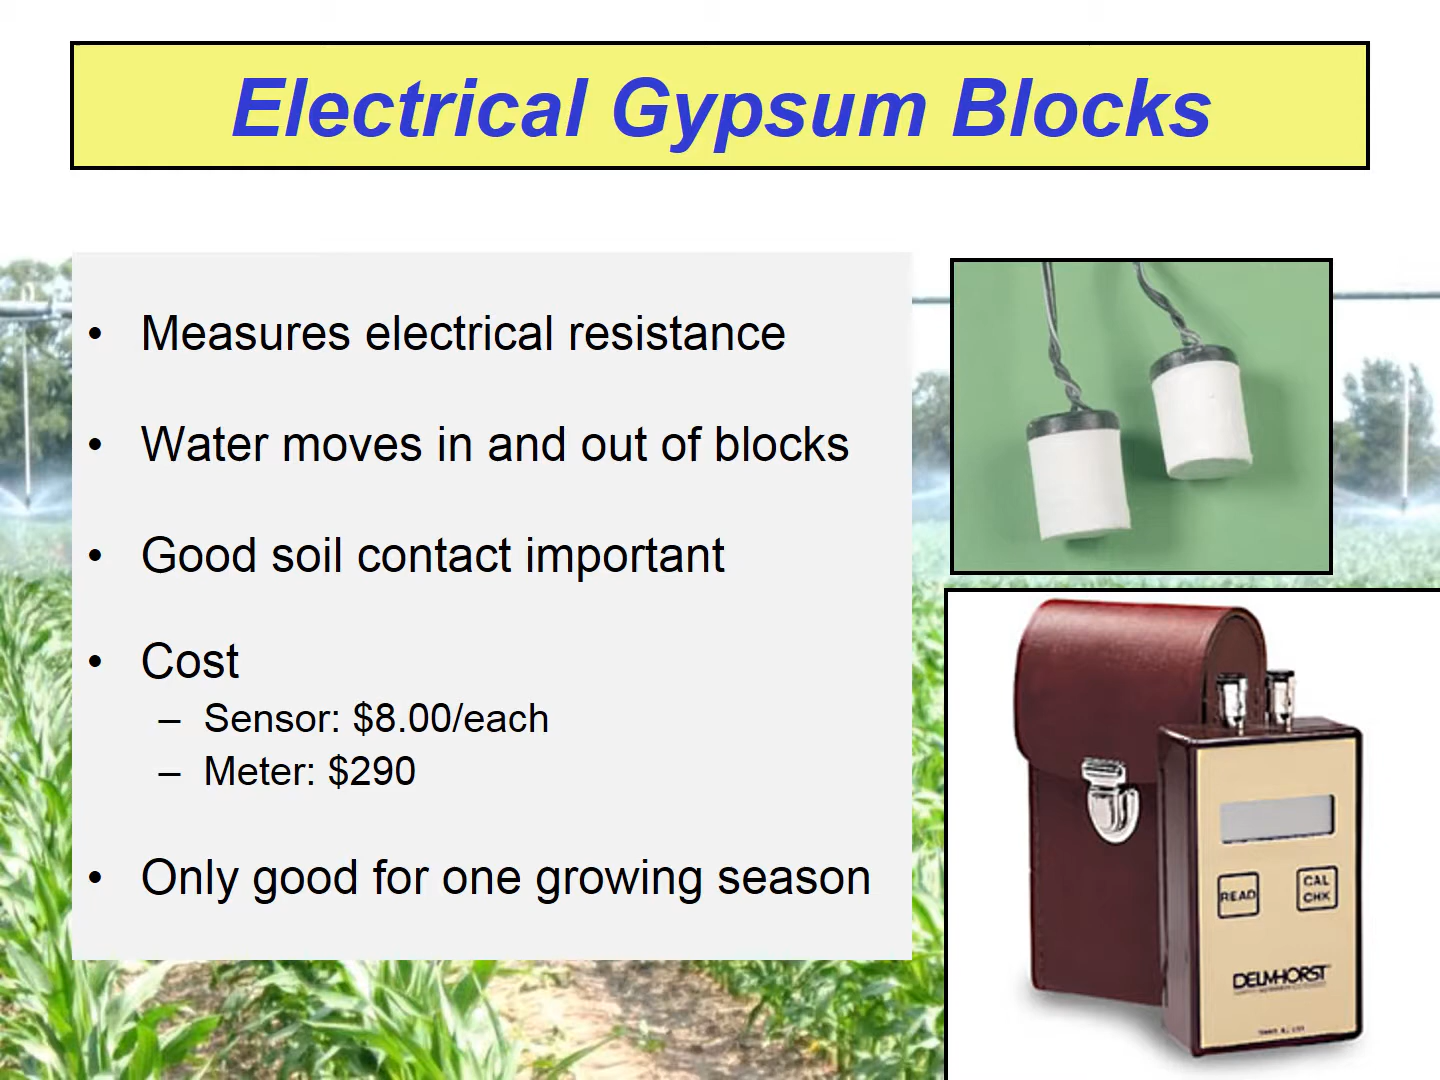 Electrical Gypsum Blocks
• Measures electrical resistance
• Water moves in and out of blocks
• Good soil contact important
• Cost
– Sensor: $8.00/each
– Meter: $290
• Only good for one growing season
READ
CAL
CHK
DELMHORST